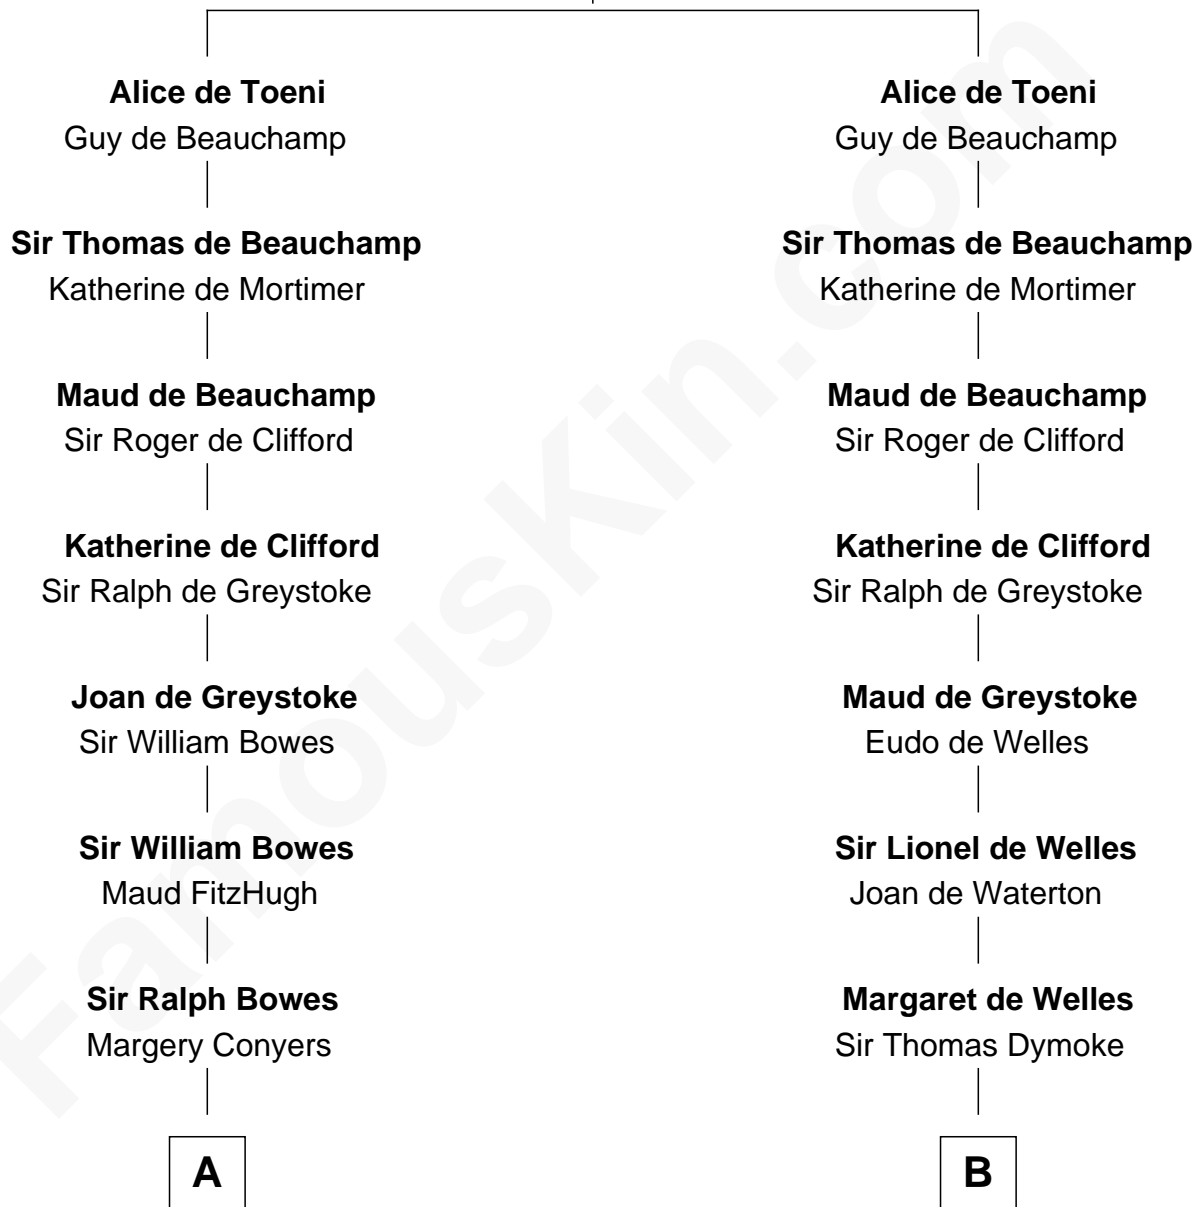 Alice de Toeni
Guy de Beauchamp
Sir Thomas de Beauchamp
Katherine de Mortimer
Maud de Beauchamp
Sir Roger de Clifford
Katherine de Clifford
Sir Ralph de Greystoke
Joan de Greystoke
Sir William Bowes
Sir William Bowes
Maud FitzHugh
Sir Ralph Bowes
Margery Conyers
A
Alice de Toeni
Guy de Beauchamp
Sir Thomas de Beauchamp
Katherine de Mortimer
Maud de Beauchamp
Sir Roger de Clifford
Katherine de Clifford
Sir Ralph de Greystoke
Maud de Greystoke
Eudo de Welles
Sir Lionel de Welles
Joan de Waterton
Margaret de Welles
Sir Thomas Dymoke
B
FamousKin.com